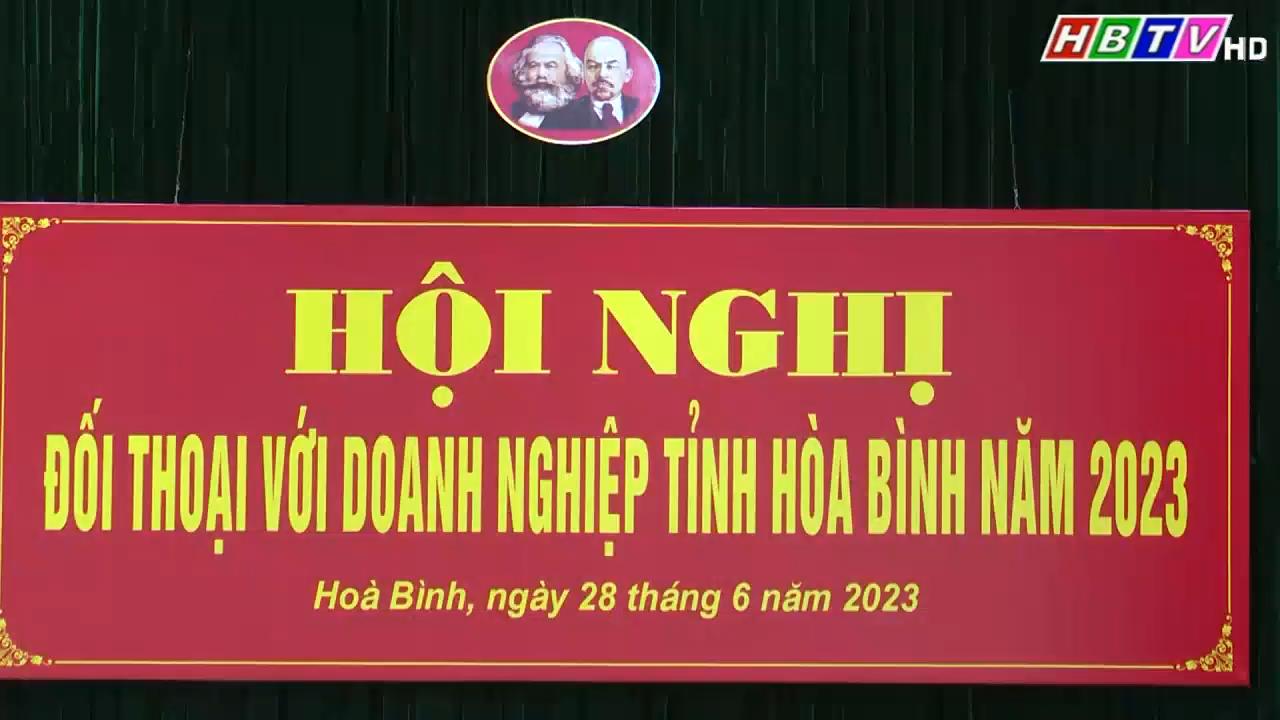 HBTV HD
HỘI NGHỊ
ĐỐI THOẠI VỚI DOANH NGHIỆP TỈNH HÒA BÌNH NĂM 2023
Hoà Bình, ngày 28 tháng 6 năm 2023